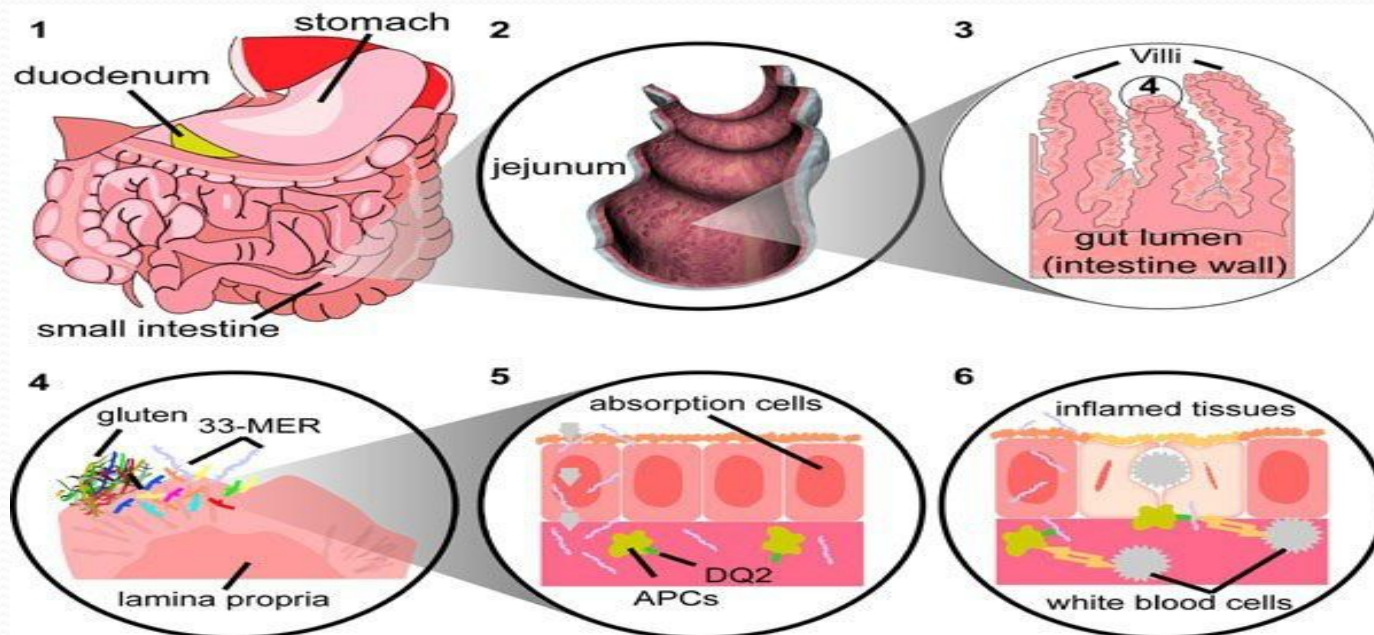 1
stomach
duodenum
small intestine
2
jejunum
3
Villi
4
gut lumen
(intestine wall)
4
gluten
33-MER
lamina propria
5
absorption cells
DQ2
APCs
6
inflamed tissues
white blood cells